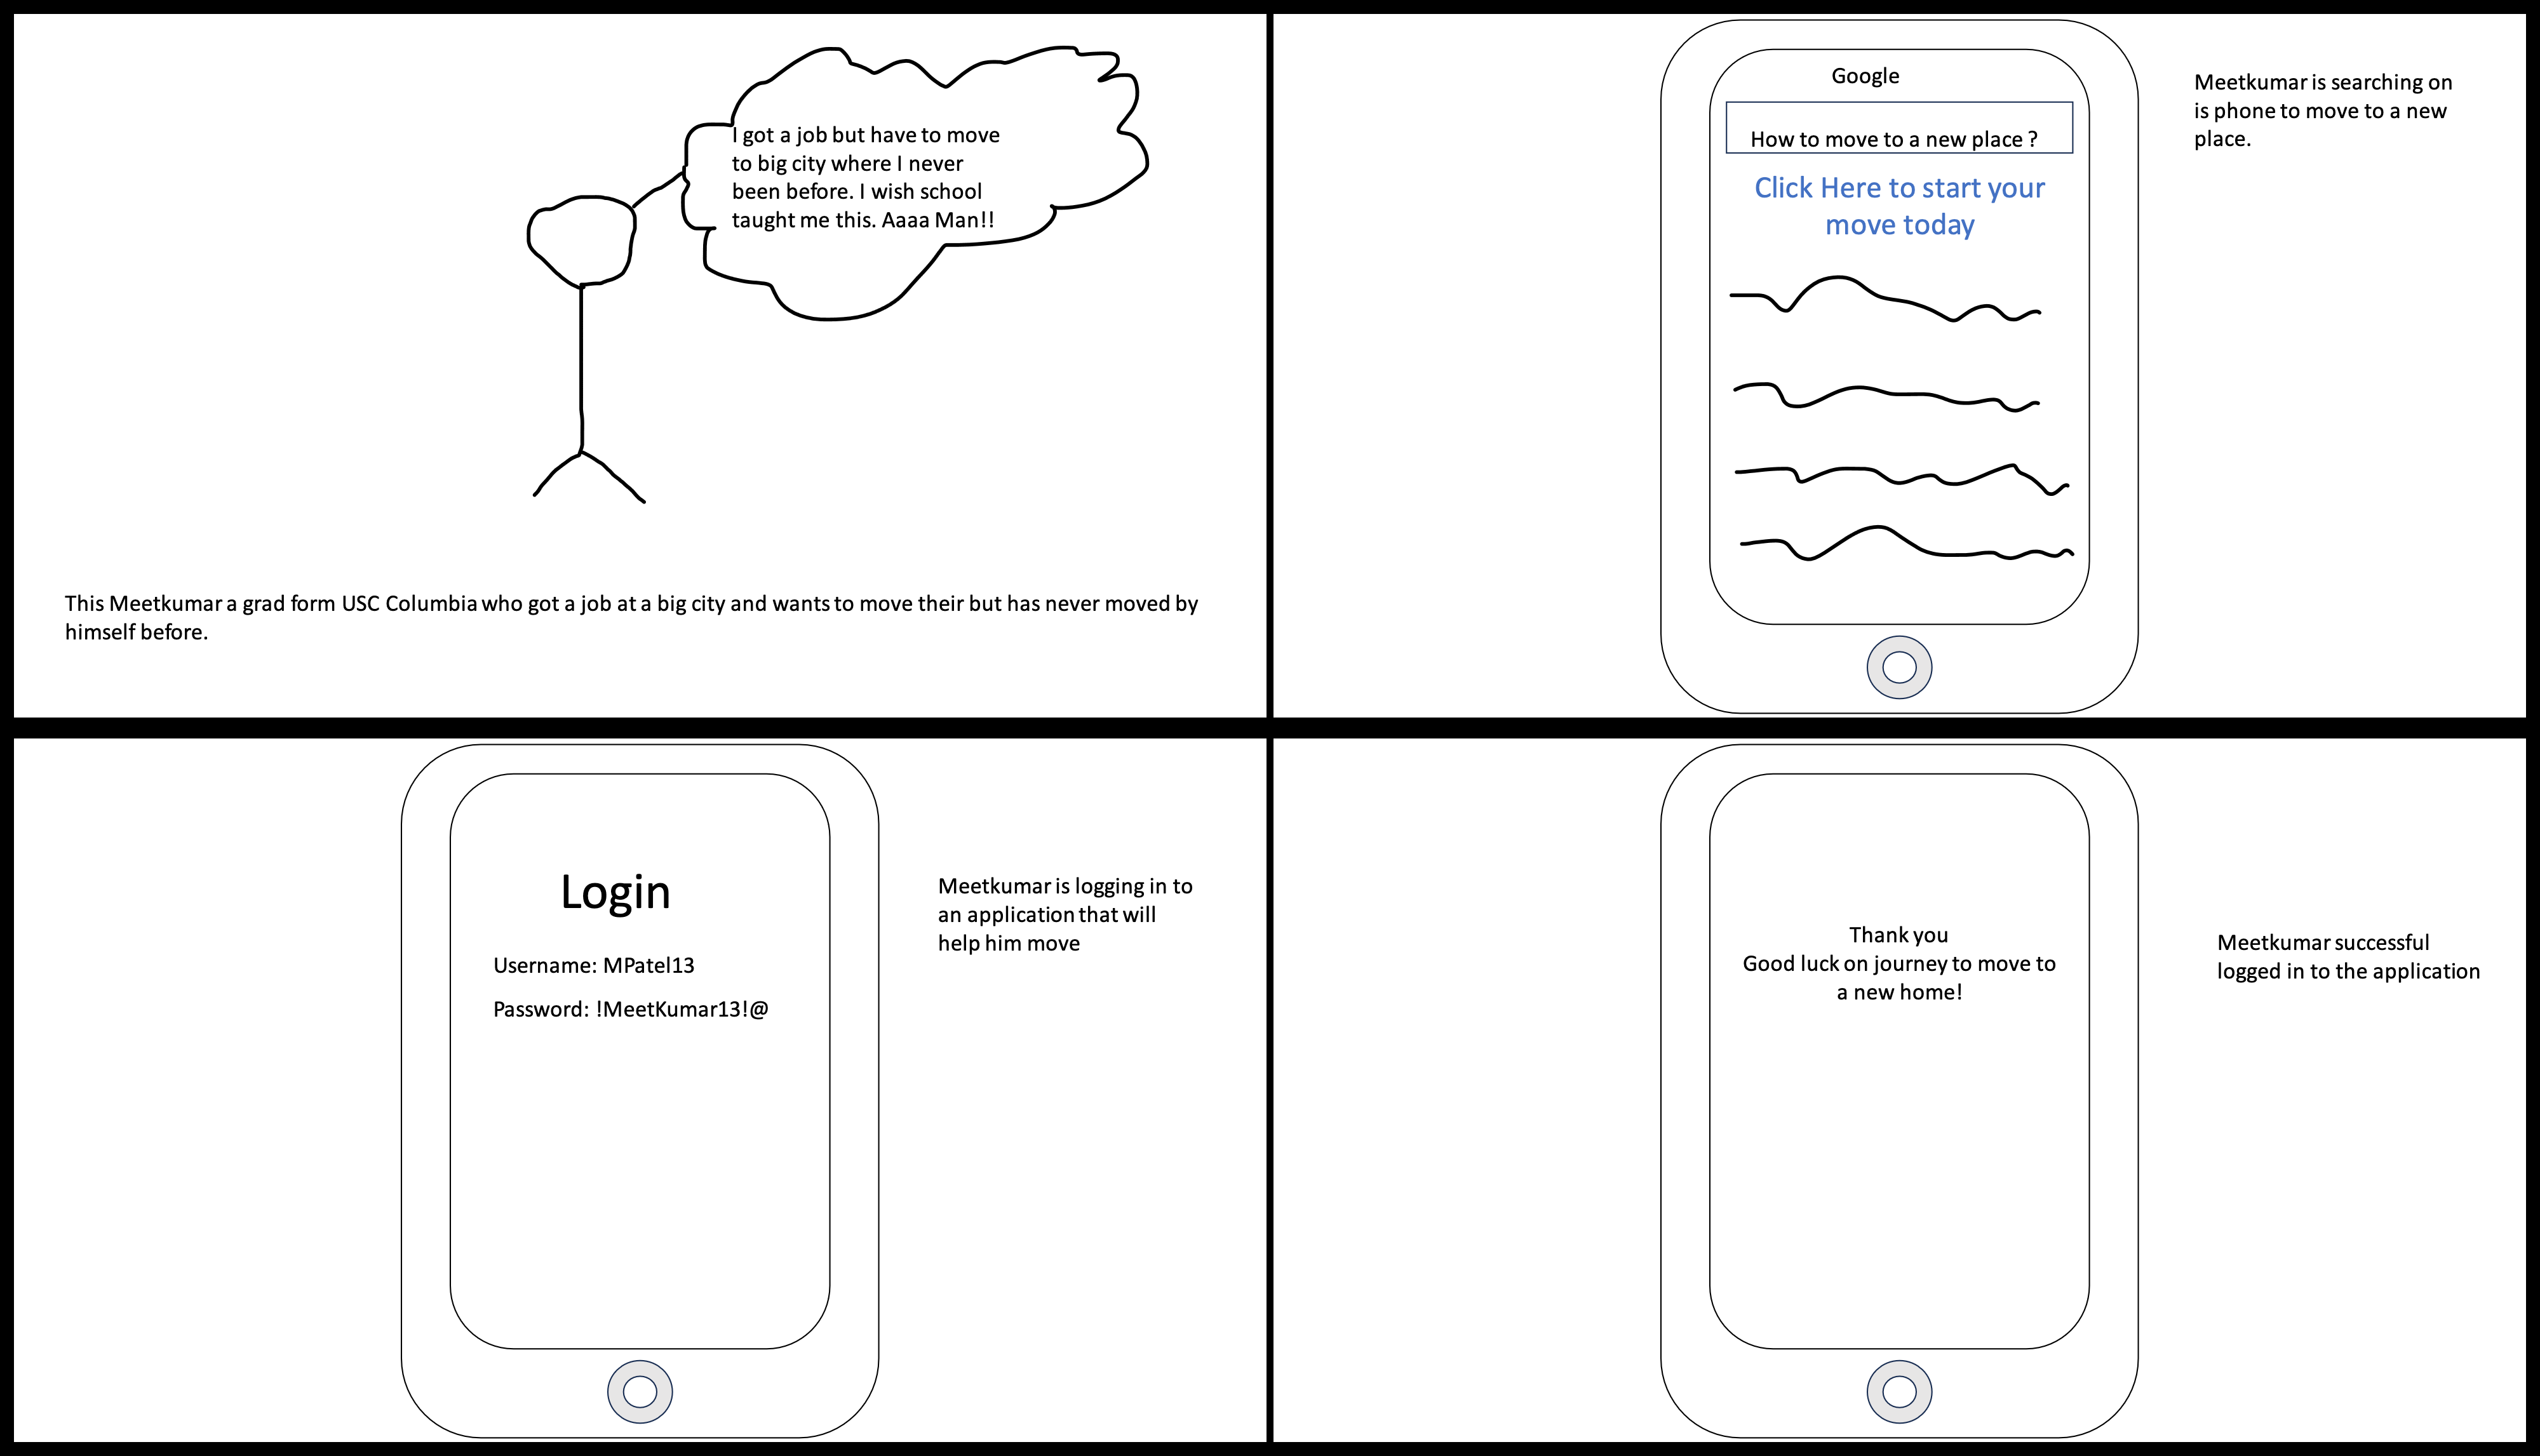 I got a job but have to move
to big city where I never
been before. I wish school
taught me this. Aaaa Man!!
This Meetkumar a grad form USC Columbia who got a job at a big city and wants to move their but has never moved by
himself before.
Google
How to move to a new place ?
Click Here to start your
move today
Meetkumar is searching on
is phone to move to a new
place.
Login
Username: MPatel13
Password: !MeetKumar13!@
Meetkumar is logging in to
an application that will
help him move
Thank you
Good luck on journey to move to
a new home!
Meetkumar successful
logged in to the application